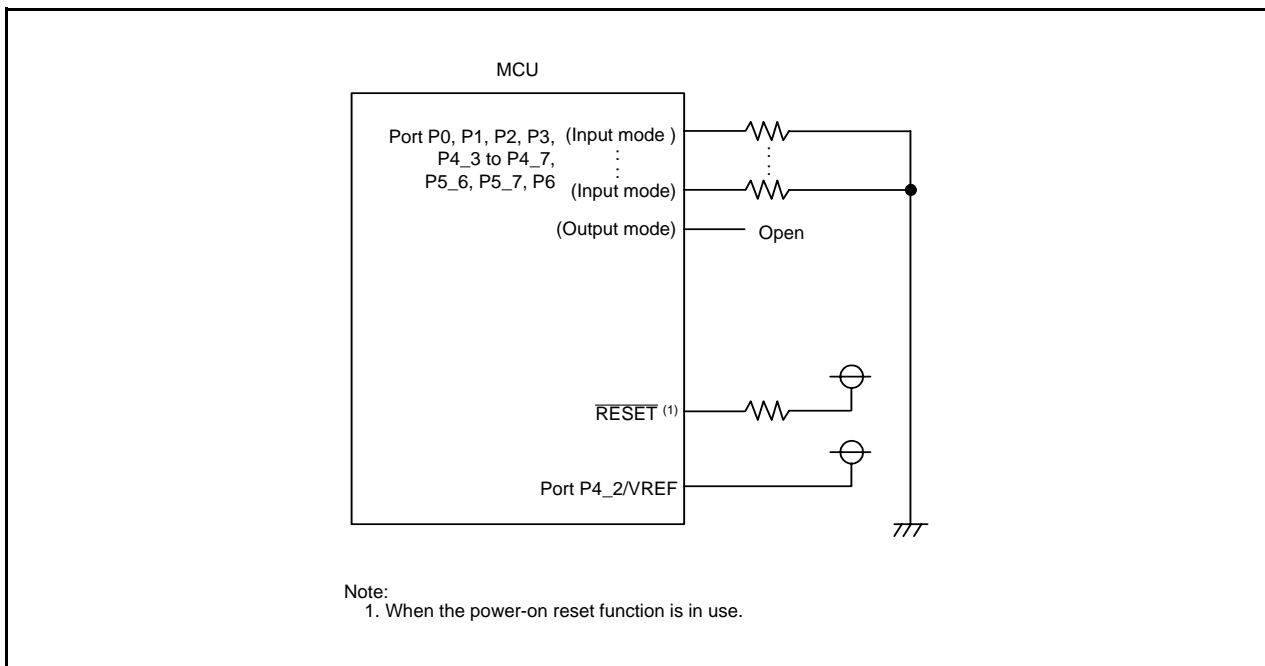 MCU
Port P0, P1, P2, P3, (Input mode )
P4_3 to P4_7,
P5_6, P5_7, P6 (Input mode)
(Output mode) Open
RESET (1)
Port P4_2/VREF
Note:
1. When the power-on reset function is in use.